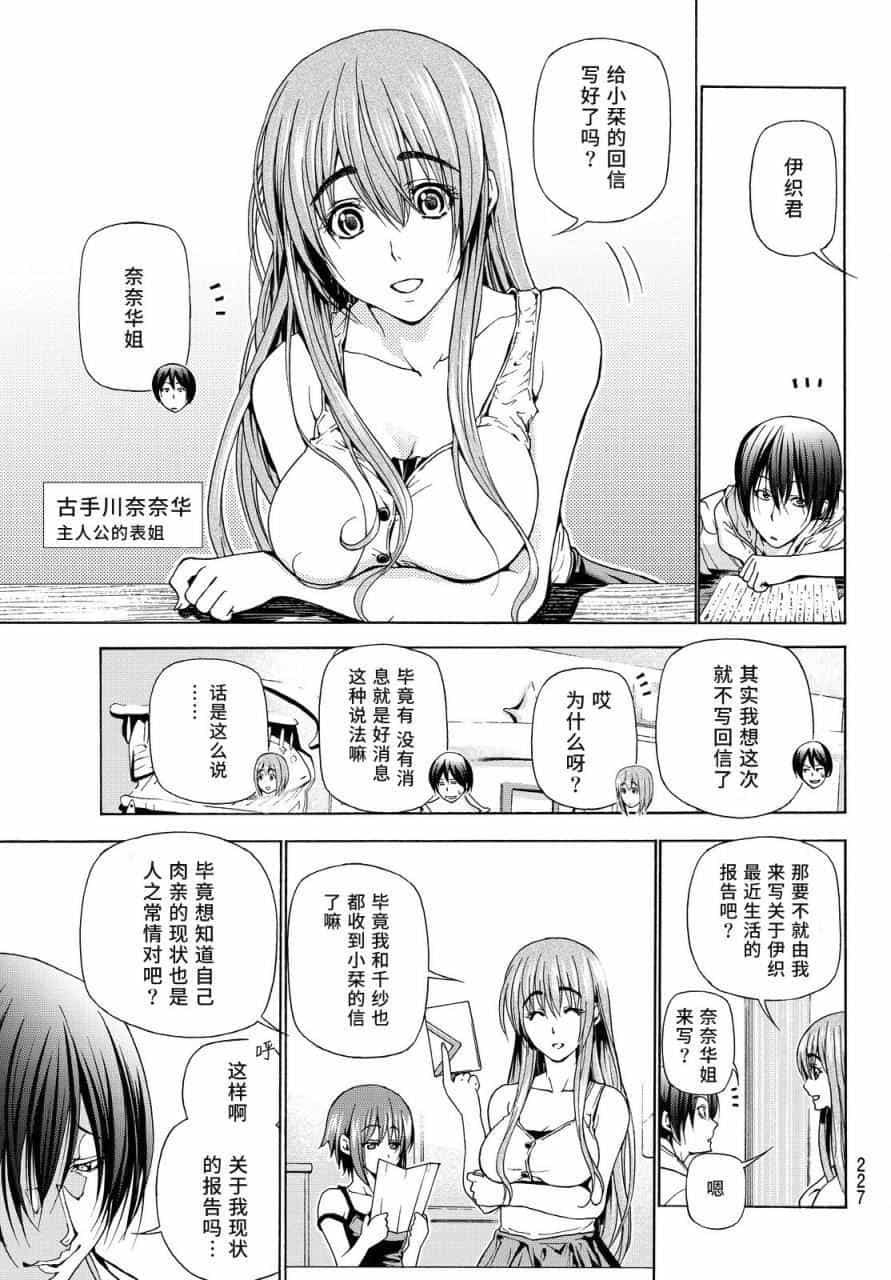 伊织君
给小栞的回信
写好了吗？
奈奈华姐
古手川奈奈华
主人公的表姐
其实我想这次
就不写回信了
哎
为什么呀？
毕竟有 没有消
息就是好消息
这种说法嘛
话是这么说
……
那要不就由我
来写关于伊织
最近生活的
报告吧？
奈奈华姐
来写？
嗯
毕竟我和千纱也
都收到小栞的信
了嘛
毕竟想知道自己
肉亲的现状也是
人之常情对吧？
呼
这样啊
关于我现状
的报告吗…
227